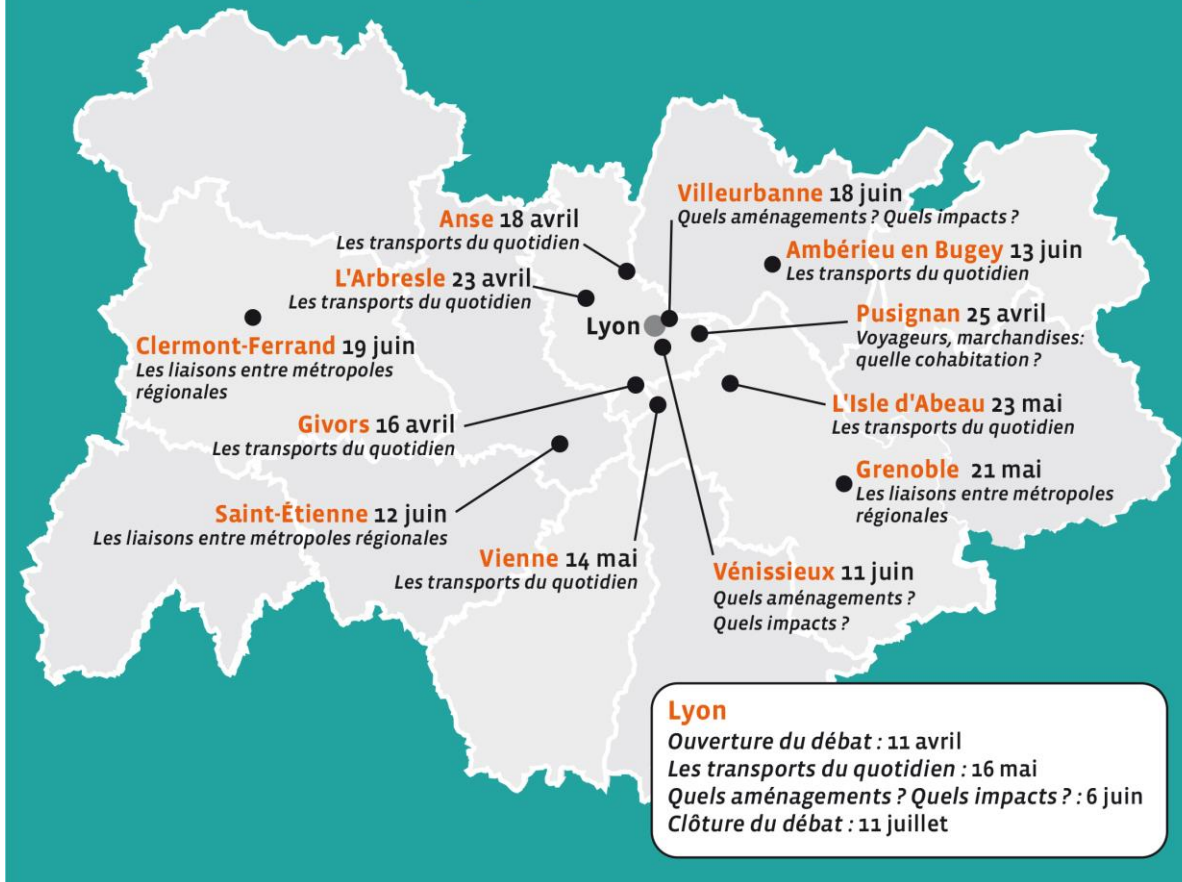 Villeurbanne 18 juin
Quels aménagements ? Quels impacts ?
Anse 18 avril
Les transports du quotidien
Ambérieu en Bugey 13 juin
Les transports du quotidien
L'Arbresle 23 avril
Les transports du quotidien
Lyon
Pusignan 25 avril
Voyageurs, marchandises:
quelle cohabitation ?
Clermont-Ferrand 19 juin
Les liaisons entre métropoles
régionales
L'Isle d'Abeau 23 mai
Les transports du quotidien
Givors 16 avril
Les transports du quotidien
Grenoble 21 mai
Les liaisons entre métropoles
régionales
Saint-Étienne 12 juin
Les liaisons entre métropoles régionales
Vienne 14 mai
Les transports du quotidien
Vénissieux 11 juin
Quels aménagements ?
Quels impacts ?
Lyon
Ouverture du débat : 11 avril
Les transports du quotidien : 16 mai
Quels aménagements ? Quels impacts ? : 6 juin
Clôture du débat : 11 juillet